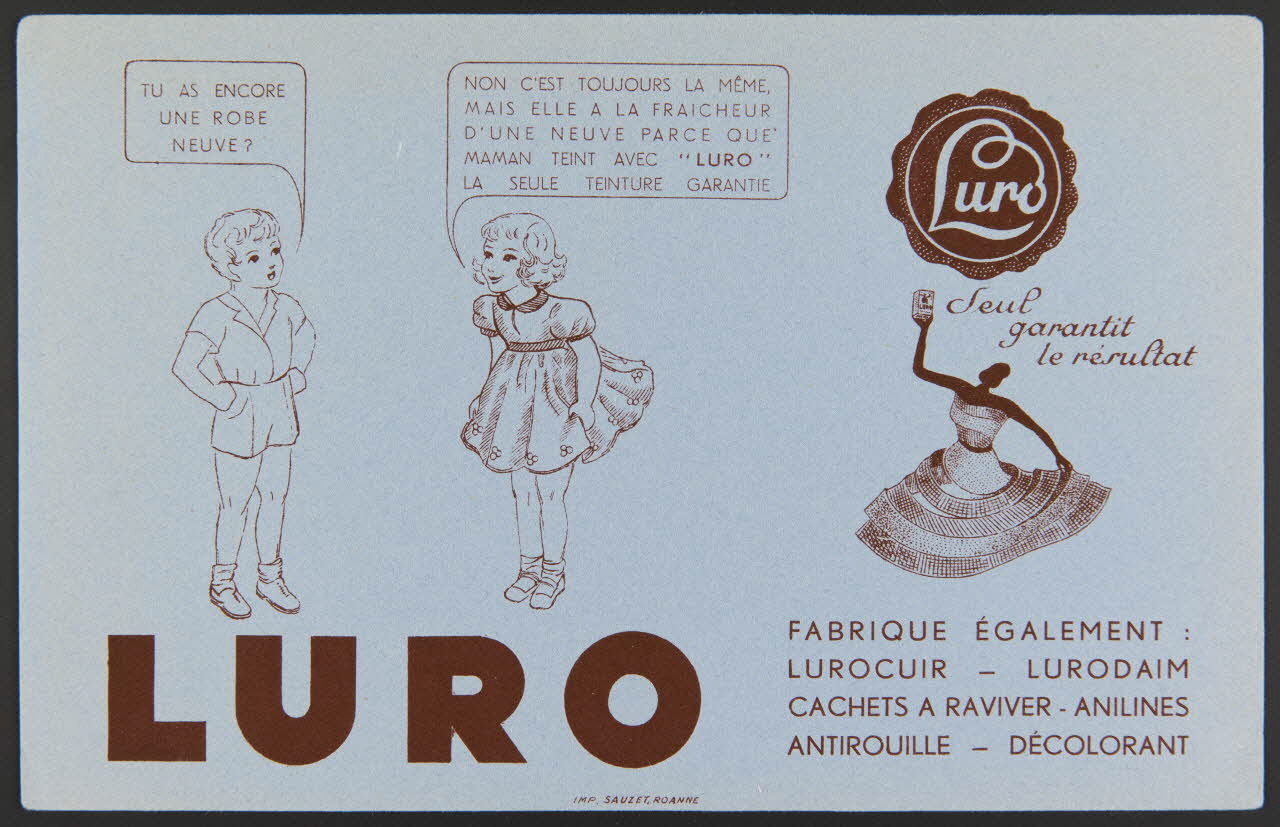 TU AS ENCORE
UNE ROBE
NEUVE ?
NON C'EST TOUJOURS LA MÊME,
MAIS ELLE A LA FRAICHEUR
D'UNE NEUVE PARCE QUE
MAMAN TEINT AVEC "LURO"
LA SEULE TEINTURE GARANTIE
Luro
LURO
Seul
garantit
le résultat
LURO
FABRIQUE ÉGALEMENT :
LUROCUIR – LURODAIM
CACHETS A RAVIVER - ANILINES
ANTIROUILLE – DÉCOLORANT
IMP. SAUZET, ROANNE